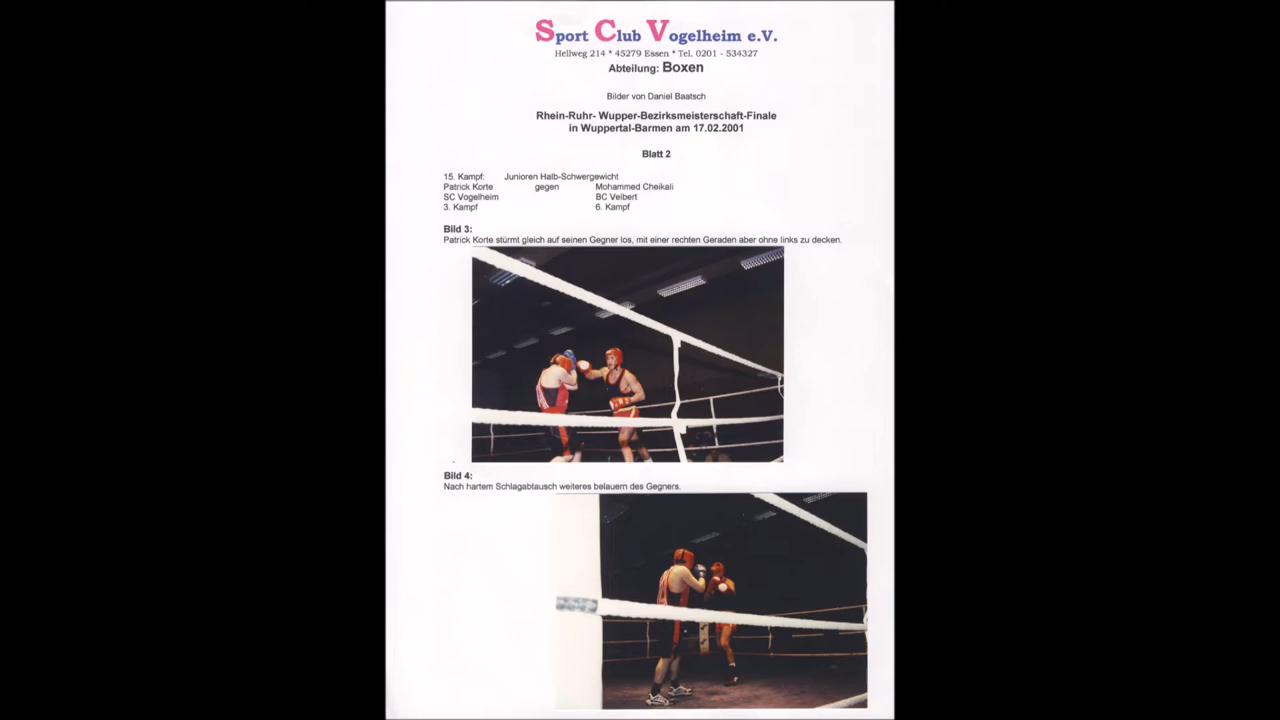 Sport Club Vogelheim e.V.
Hellweg 214 * 45279 Essen * Tel. 0201 - 534327
Abteilung: Boxen
Bilder von Daniel Baatsch
Rhein-Ruhr- Wupper-Bezirksmeisterschaft-Finale
in Wuppertal-Barmen am 17.02.2001
Blatt 2
15. Kampf: Junioren Halb-Schwergewicht
Patrick Korte gegen Mohammed Cheikali
SC Vogelheim BC Velbert
3. Kampf 6. Kampf
Bild 3:
Patrick Korte stürmt gleich auf seinen Gegner los, mit einer rechten Geraden aber ohne links zu decken.
Bild 4:
Nach hartem Schlagabtausch weiteres belauern des Gegners.